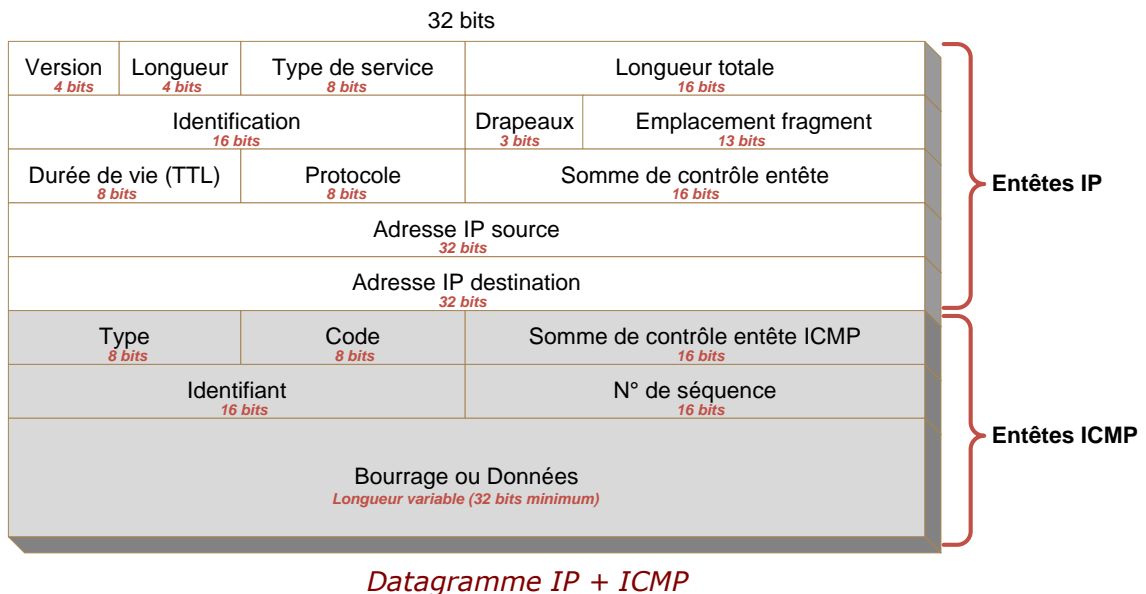 32 bits
Version Longueur Type de service Longueur totale
4 bits 4 bits 8 bits 16 bits
Identification Drapeaux Emplacement fragment
16 bits 3 bits 13 bits
Durée de vie (TTL) Protocole Somme de contrôle entête
8 bits 8 bits 16 bits
Entêtes IP
Adresse IP source
32 bits
Adresse IP destination
32 bits
Type Code Somme de contrôle entête ICMP
8 bits 8 bits 16 bits
Identifiant N° de séquence
16 bits 16 bits
Entêtes ICMP
Bourrage ou Données
Longueur variable (32 bits minimum)
Datagramme IP + ICMP